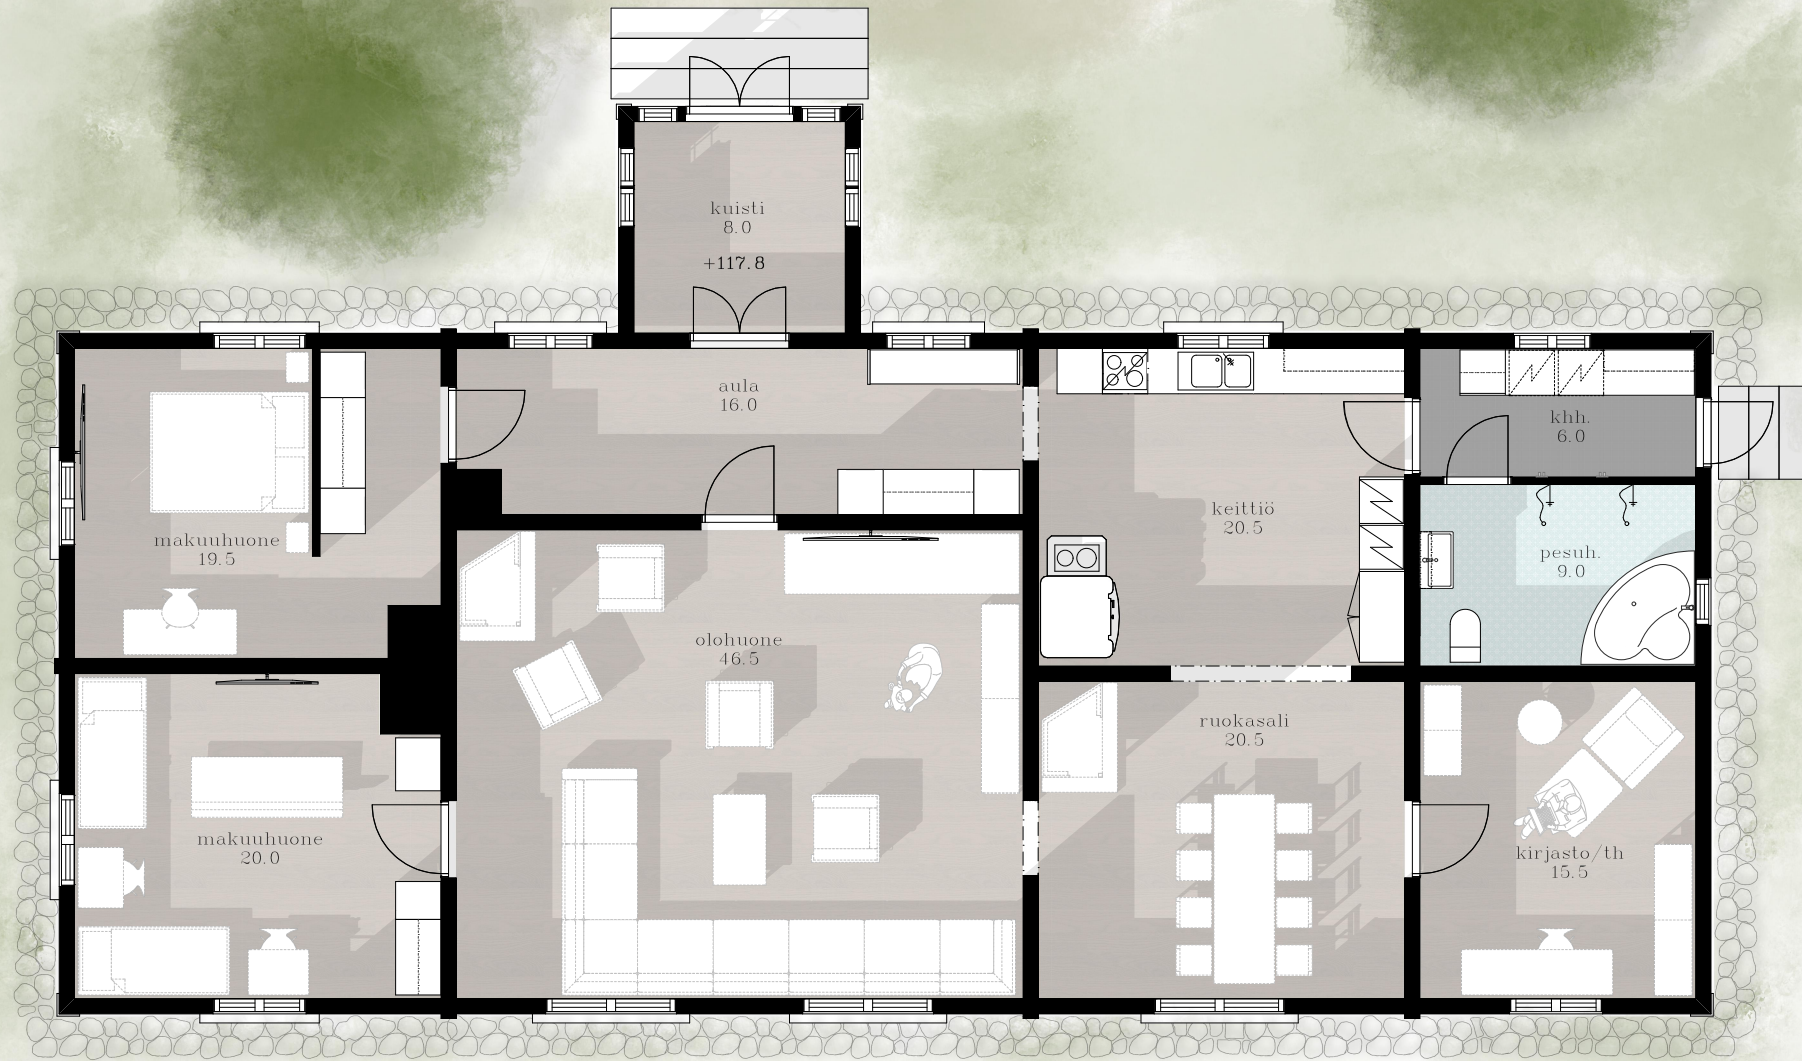 kuisti
8.0
+117.8
aula
16.0
khh.
6.0
keittiö
20.5
makuuhuone
19.5
pesuh.
9.0
olohuone
46.5
ruokasali
20.5
makuuhuone
20.0
kirjasto/th
15.5